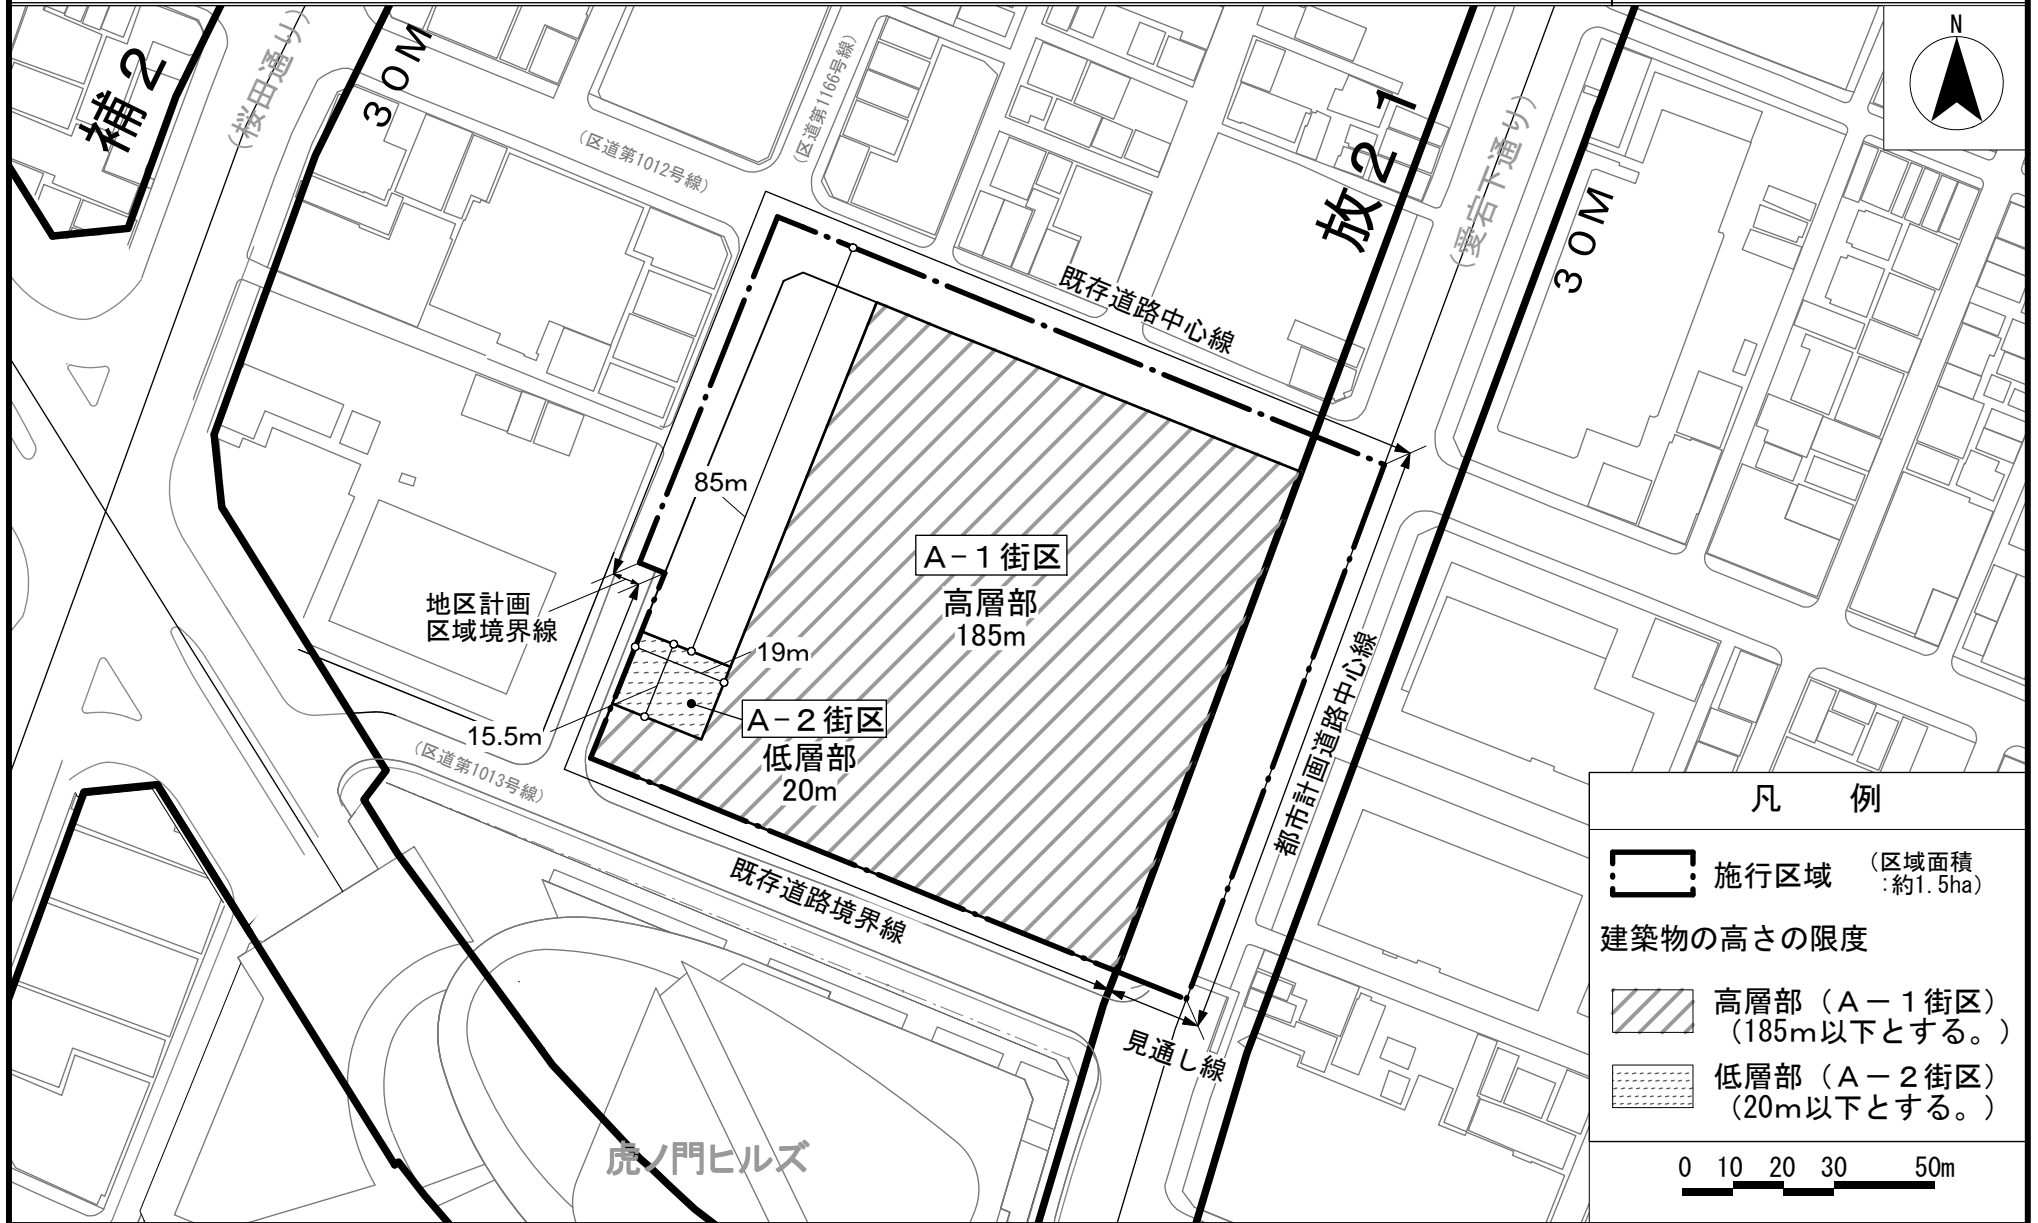 補２
(桜田通り)
３０Ｍ
(区道第1012号線)
(区道第1166号線)
放２１
(愛宕下通り)
３０Ｍ
N
既存道路中心線
85m
地区計画
区域境界線
Ａ−１街区
高層部
185m
19m
15.5m
Ａ−２街区
低層部
20m
(区道第1013号線)
都市計画道路中心線
既存道路境界線
見通し線
虎ノ門ヒルズ
凡　例
施行区域　（区域面積
：約1.5ha）
建築物の高さの限度
高層部（Ａ−１街区）
（185m以下とする。）
低層部（Ａ−２街区）
（20m以下とする。）
0 10 20 30 50m